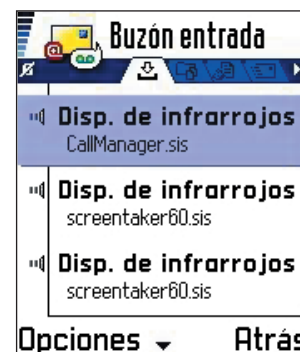 Buzón entrada
Disp. de infrarrojos
CallManager.sis
Disp. de infrarrojos
screentaker60.sis
Disp. de infrarrojos
screentaker60.sis
Opciones Atrás